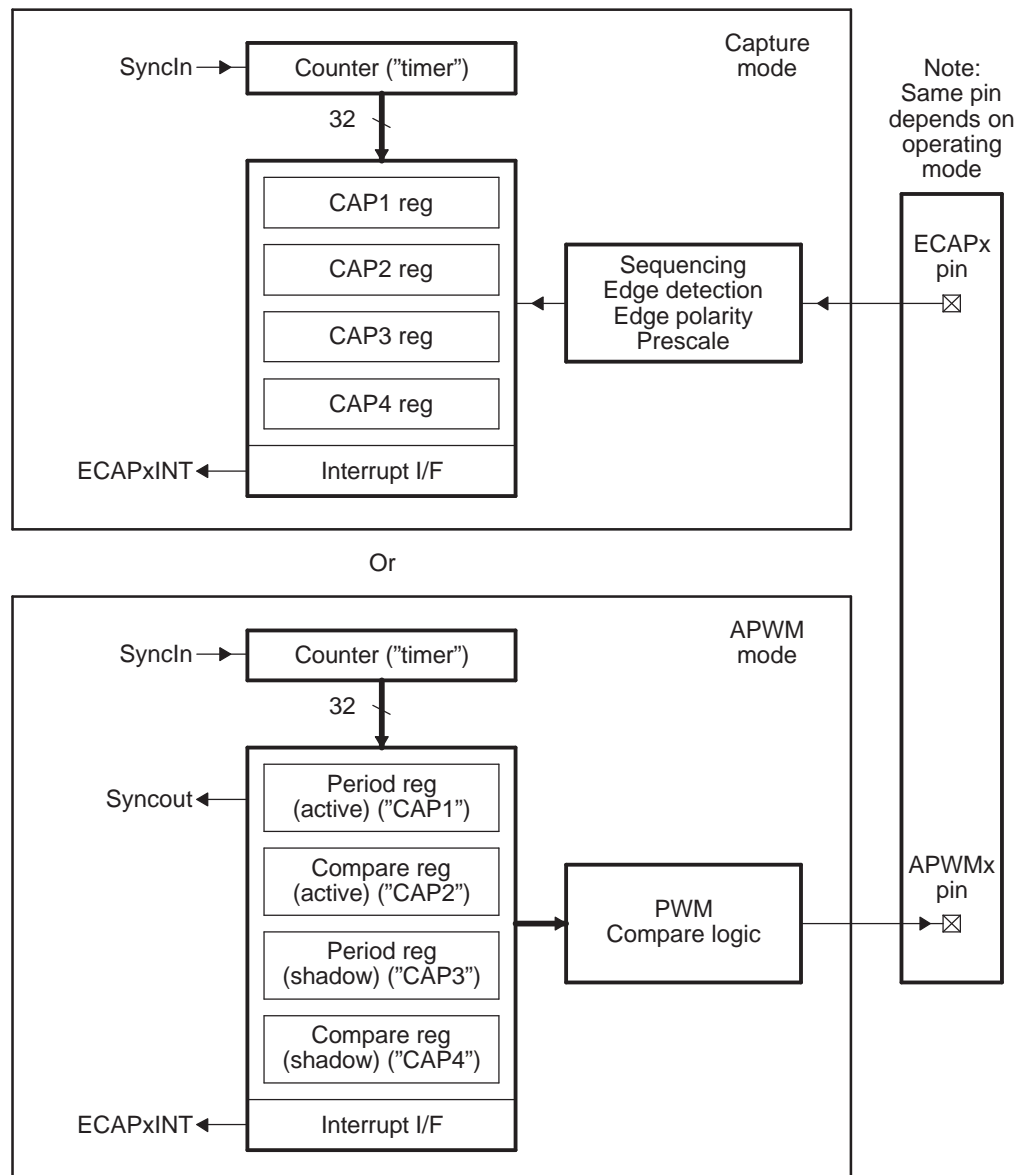 Capture
mode
SyncIn
Counter (”timer”)
32
CAP1 reg
CAP2 reg
CAP3 reg
CAP4 reg
Interrupt I/F
ECAPxINT
Sequencing
Edge detection
Edge polarity
Prescale
Note:
Same pin
depends on
operating
mode
ECAPx
pin
Or
APWM
mode
SyncIn
Counter (”timer”)
32
Syncout
Period reg
(active) (”CAP1”)
Compare reg
(active) (”CAP2”)
Period reg
(shadow) (”CAP3”)
Compare reg
(shadow) (”CAP4”)
Interrupt I/F
ECAPxINT
PWM
Compare logic
APWMx
pin